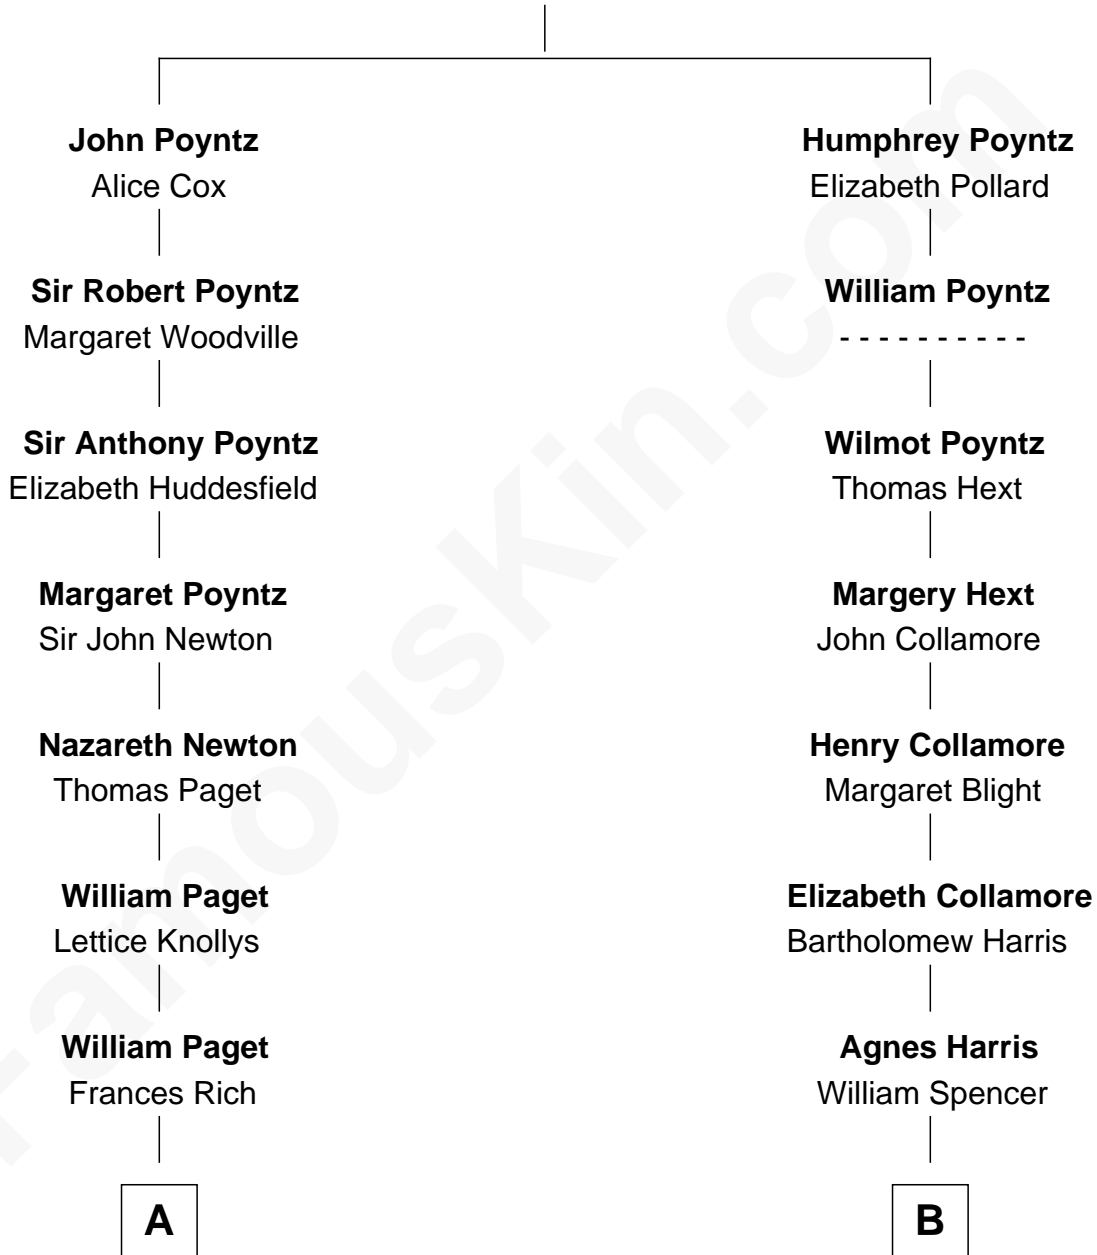 John Poyntz
Alice Cox
Sir Robert Poyntz
Margaret Woodville
Sir Anthony Poyntz
Elizabeth Huddesfield
Margaret Poyntz
Sir John Newton
Nazareth Newton
Thomas Paget
William Paget
Lettice Knollys
William Paget
Frances Rich
A
Humphrey Poyntz
Elizabeth Pollard
William Poyntz
- - - - - - - - - -
Wilmot Poyntz
Thomas Hext
Margery Hext
John Collamore
Henry Collamore
Margaret Blight
Elizabeth Collamore
Bartholomew Harris
Agnes Harris
William Spencer
B
FamousKin.com